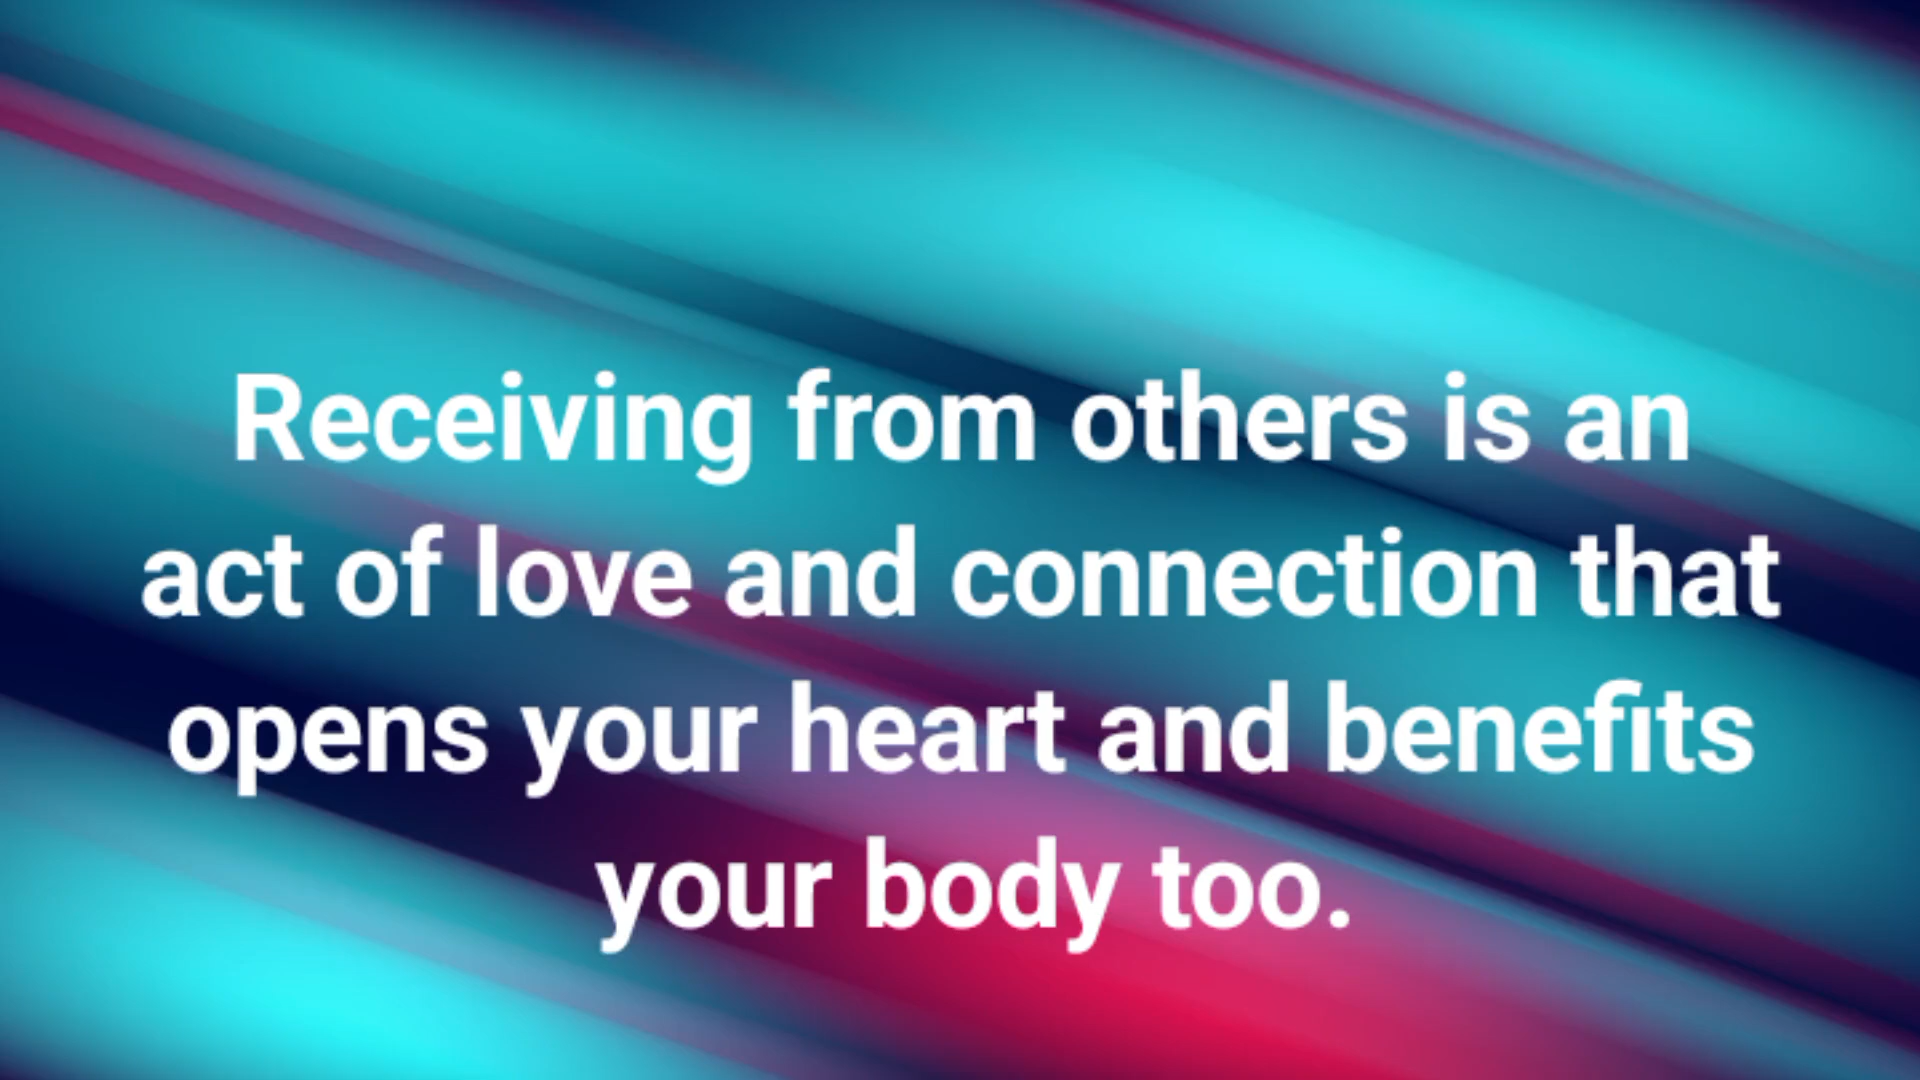 Receiving from others is an
act of love and connection that
opens your heart and benefits
your body too.